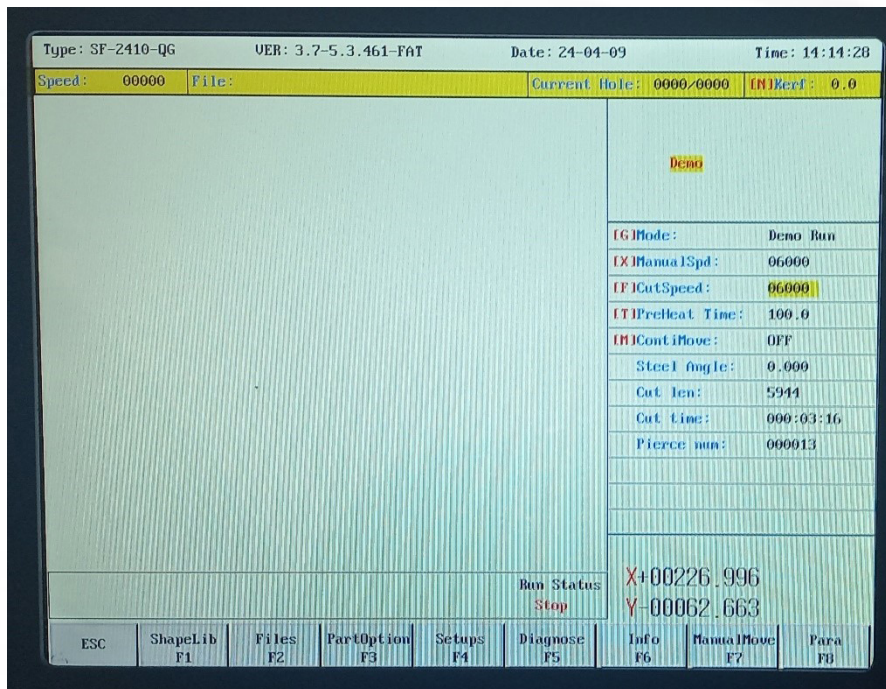 Type: SF-2410-QG VER: 3.7-5.3.461-FAT Date: 24-04-09 Time: 14:14:28
Speed: 00000 File: Current Hole: 0000/0000 [N]Kerf: 0.0
Demo
[G]Mode: Demo Run
[X]ManualSpd: 06000
[F]CutSpeed: 06000
[T]PreHeat Time: 100.0
[M]ContiMove: OFF
Steel Angle: 0.000
Cut len: 5944
Cut time: 000:03:16
Pierce num: 000013
Run Status
Stop
X+00226.996
Y-00062.663
ESC ShapeLib Files PartOption Setups Diagnose Info ManualMove Para
F1 F2 F3 F4 F5 F6 F7 F8